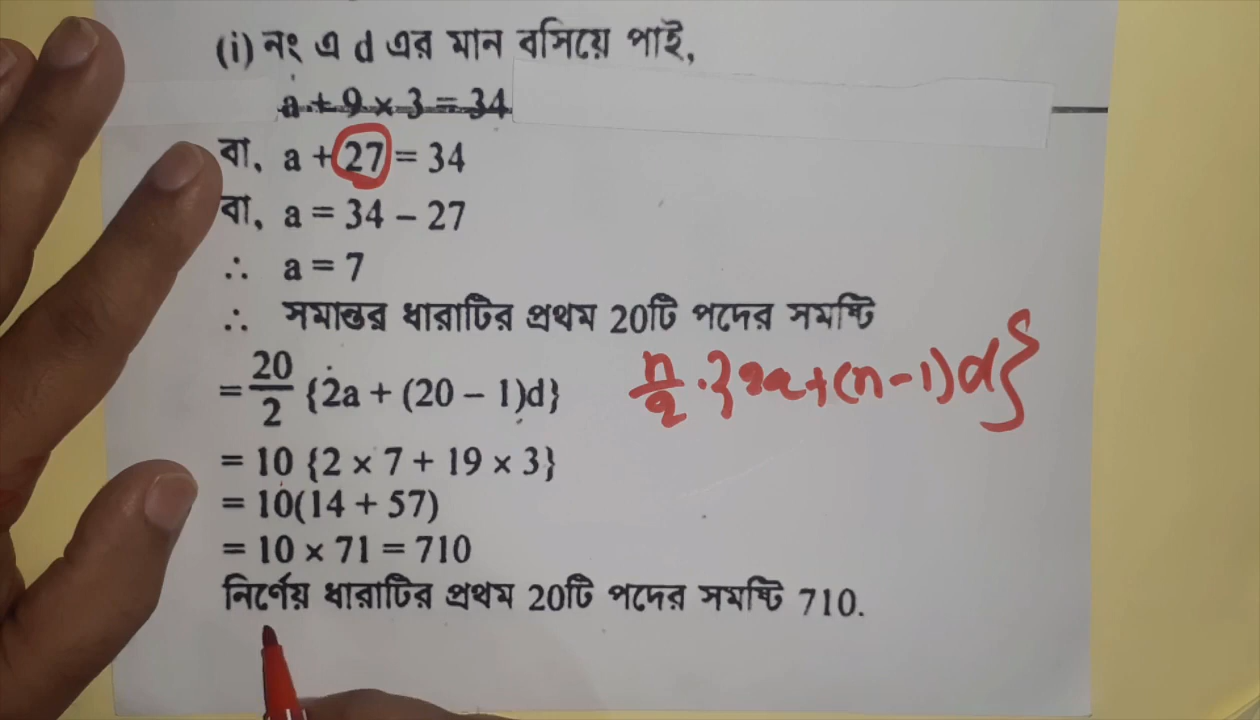 (i) নং এ d এর মান বসিয়ে পাই,
a + 9 × 3 = 34
বা, a + 27 = 34
বা, a = 34 – 27
∴ a = 7
∴ সমান্তর ধারাটির প্রথম 20টি পদের সমষ্টি
= 20/2 {2a + (20 – 1)d}
n/2 . {2a + (n - 1) d}
= 10 {2 × 7 + 19 × 3}
= 10(14 + 57)
= 10 × 71 = 710
নির্ণেয় ধারাটির প্রথম 20টি পদের সমষ্টি 710.